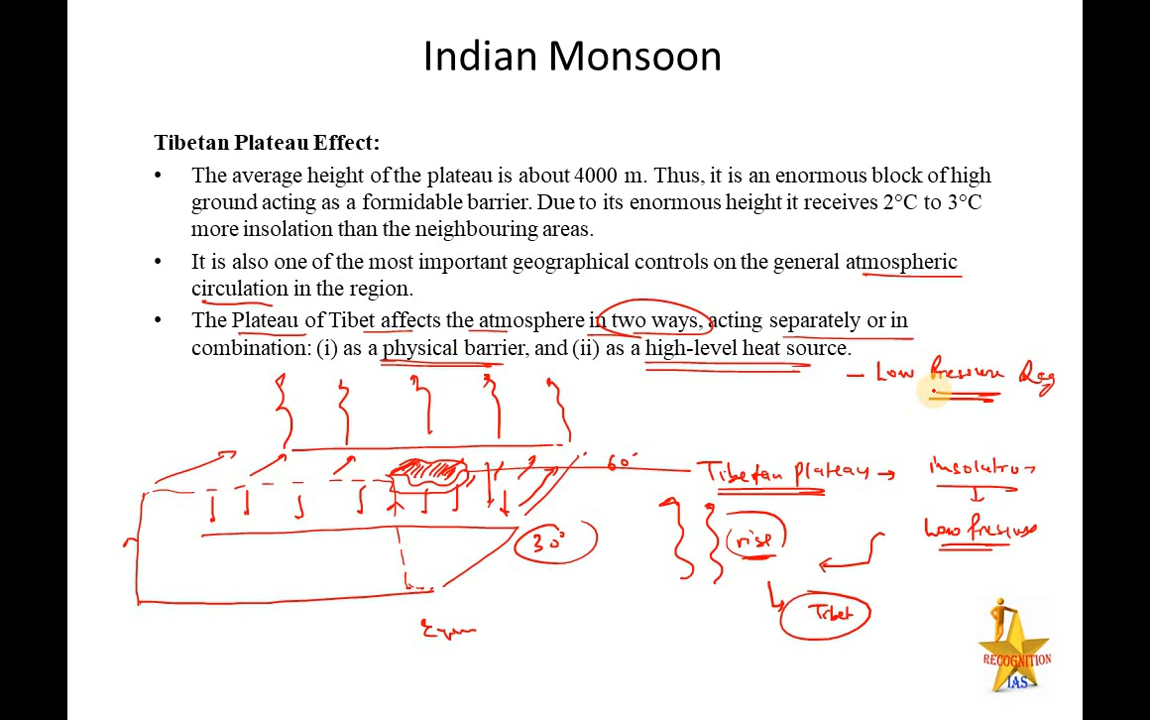 Indian Monsoon
Tibetan Plateau Effect:
• The average height of the plateau is about 4000 m. Thus, it is an enormous block of high
ground acting as a formidable barrier. Due to its enormous height it receives 2°C to 3°C
more insolation than the neighbouring areas.
• It is also one of the most important geographical controls on the general atmospheric
circulation in the region.
• The Plateau of Tibet affects the atmosphere in two ways, acting separately or in
combination: (i) as a physical barrier, and (ii) as a high-level heat source.
— Low Pressure Reg
60°
Tibetan plateau →
rise
Low Pressure
30°
Tibet
RECOGNITION
IAS